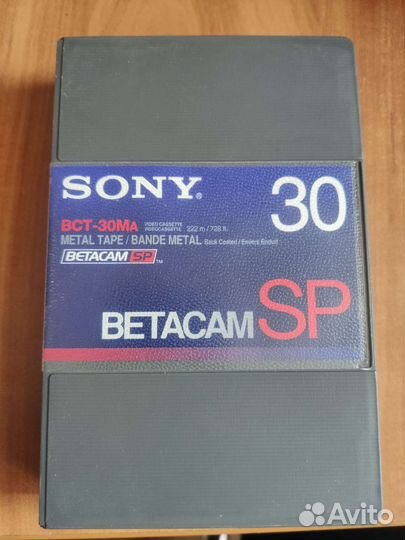 SONY® 30
BCT-30MA VIDEO CASSETTE
VIDEOCASSETTE 222 m / 728 ft.
METAL TAPE / BANDE METAL Back Coated / Envers Enduit
BETACAM SP™
BETACAM SP
Avito